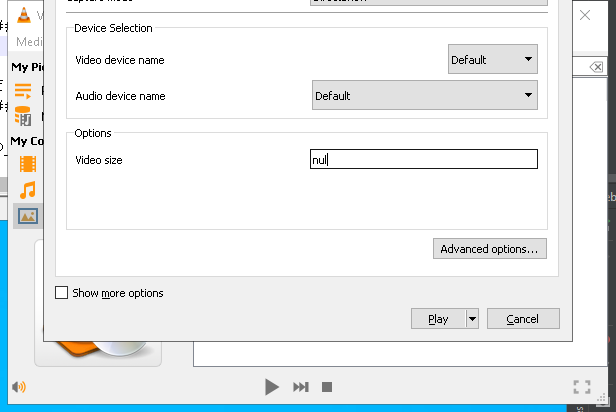 Medi
Device Selection
My Pi
Video device name
Default
Audio device name
Default
My Co
Options
Video size
nul
Advanced options...
Show more options
Play
Cancel